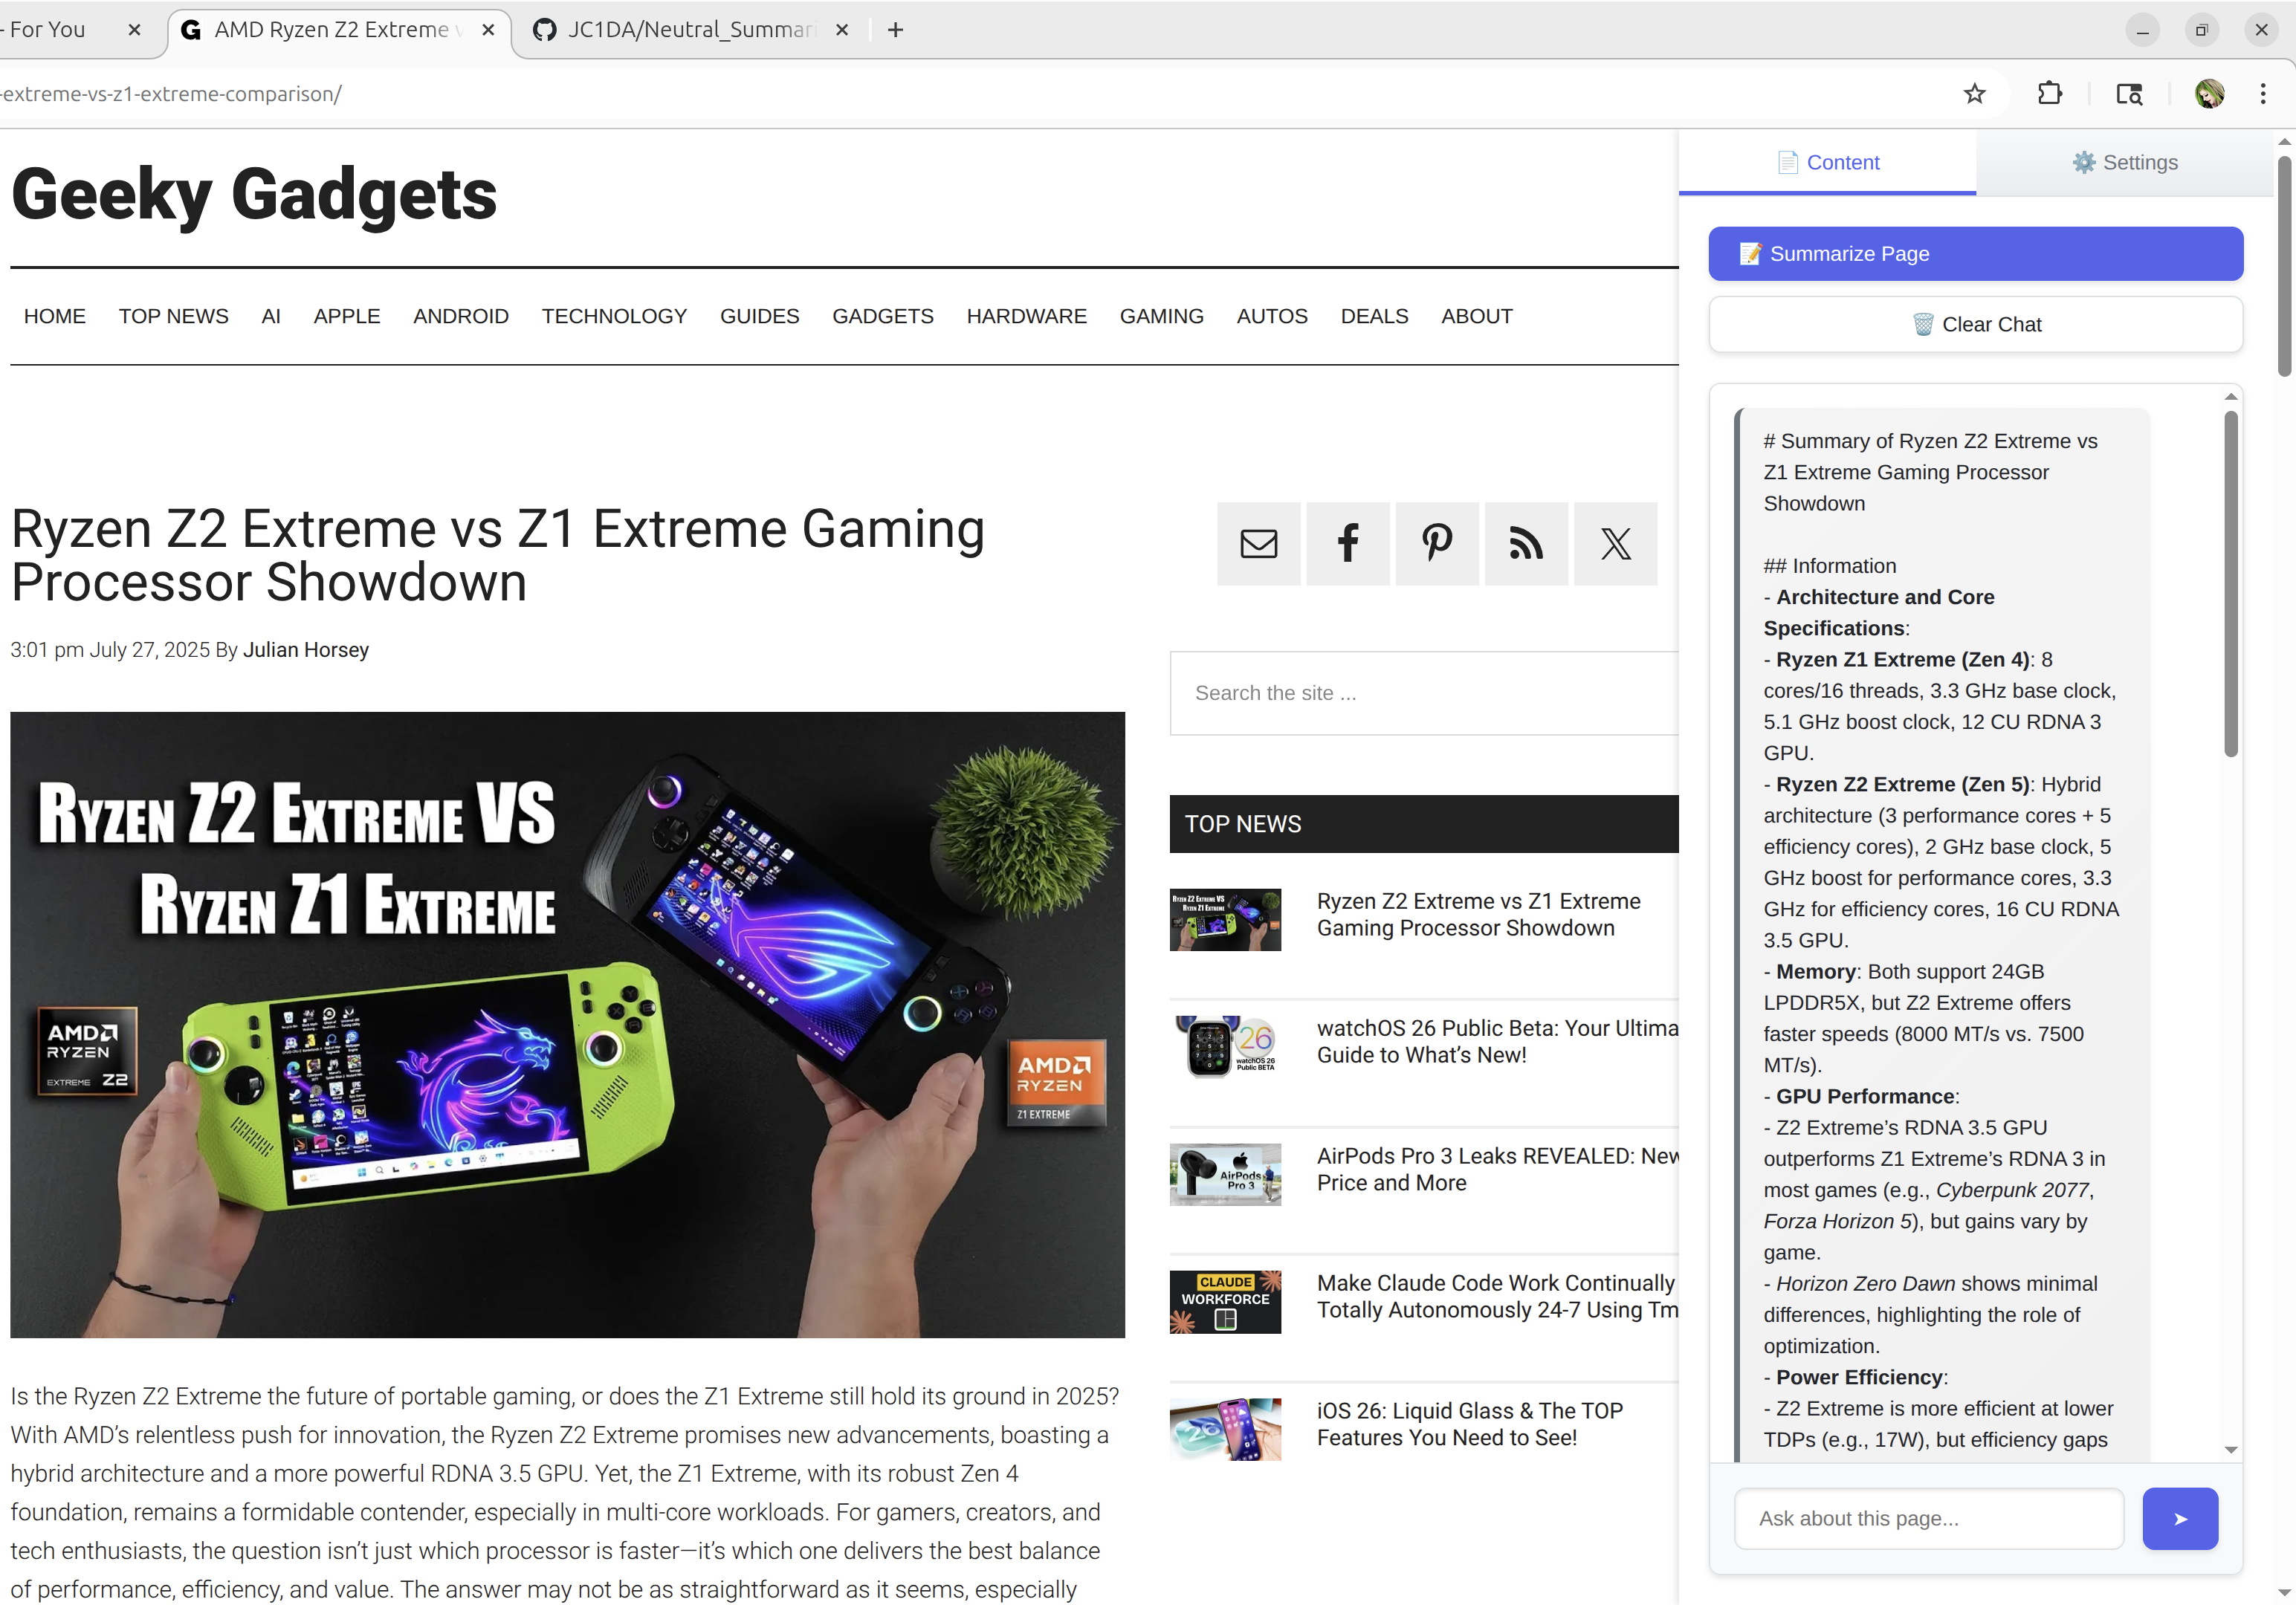 - For You
AMD Ryzen Z2 Extreme v
JC1DA/Neutral_Summari
-extreme-vs-z1-extreme-comparison/
Geeky Gadgets
HOME TOP NEWS AI APPLE ANDROID TECHNOLOGY GUIDES GADGETS HARDWARE GAMING AUTOS DEALS ABOUT
Ryzen Z2 Extreme vs Z1 Extreme Gaming
Processor Showdown
3:01 pm July 27, 2025 By Julian Horsey
RYZEN Z2 EXTREME VS
RYZEN Z1 EXTREME
AMD
RYZEN
EXTREME Z2
AMD
RYZEN
Z1 EXTREME
Is the Ryzen Z2 Extreme the future of portable gaming, or does the Z1 Extreme still hold its ground in 2025?
With AMD’s relentless push for innovation, the Ryzen Z2 Extreme promises new advancements, boasting a
hybrid architecture and a more powerful RDNA 3.5 GPU. Yet, the Z1 Extreme, with its robust Zen 4
foundation, remains a formidable contender, especially in multi-core workloads. For gamers, creators, and
tech enthusiasts, the question isn’t just which processor is faster—it’s which one delivers the best balance
of performance, efficiency, and value. The answer may not be as straightforward as it seems, especially
Search the site ...
TOP NEWS
RYZEN Z2 EXTREME VS
RYZEN Z1 EXTREME
Ryzen Z2 Extreme vs Z1 Extreme
Gaming Processor Showdown
26
watchOS 26
Public BETA
watchOS 26 Public Beta: Your Ultima
Guide to What’s New!
AirPods
Pro 3
AirPods Pro 3 Leaks REVEALED: New
Price and More
CLAUDE
WORKFORCE
Make Claude Code Work Continually
Totally Autonomously 24-7 Using Tm
26
iOS 26: Liquid Glass & The TOP
Features You Need to See!
Content
Settings
Summarize Page
Clear Chat
# Summary of Ryzen Z2 Extreme vs
Z1 Extreme Gaming Processor
Showdown
## Information
- Architecture and Core
Specifications:
- Ryzen Z1 Extreme (Zen 4): 8
cores/16 threads, 3.3 GHz base clock,
5.1 GHz boost clock, 12 CU RDNA 3
GPU.
- Ryzen Z2 Extreme (Zen 5): Hybrid
architecture (3 performance cores + 5
efficiency cores), 2 GHz base clock, 5
GHz boost for performance cores, 3.3
GHz for efficiency cores, 16 CU RDNA
3.5 GPU.
- Memory: Both support 24GB
LPDDR5X, but Z2 Extreme offers
faster speeds (8000 MT/s vs. 7500
MT/s).
- GPU Performance:
- Z2 Extreme’s RDNA 3.5 GPU
outperforms Z1 Extreme’s RDNA 3 in
most games (e.g., Cyberpunk 2077,
Forza Horizon 5), but gains vary by
game.
- Horizon Zero Dawn shows minimal
differences, highlighting the role of
optimization.
- Power Efficiency:
- Z2 Extreme is more efficient at lower
TDPs (e.g., 17W), but efficiency gaps
Ask about this page...